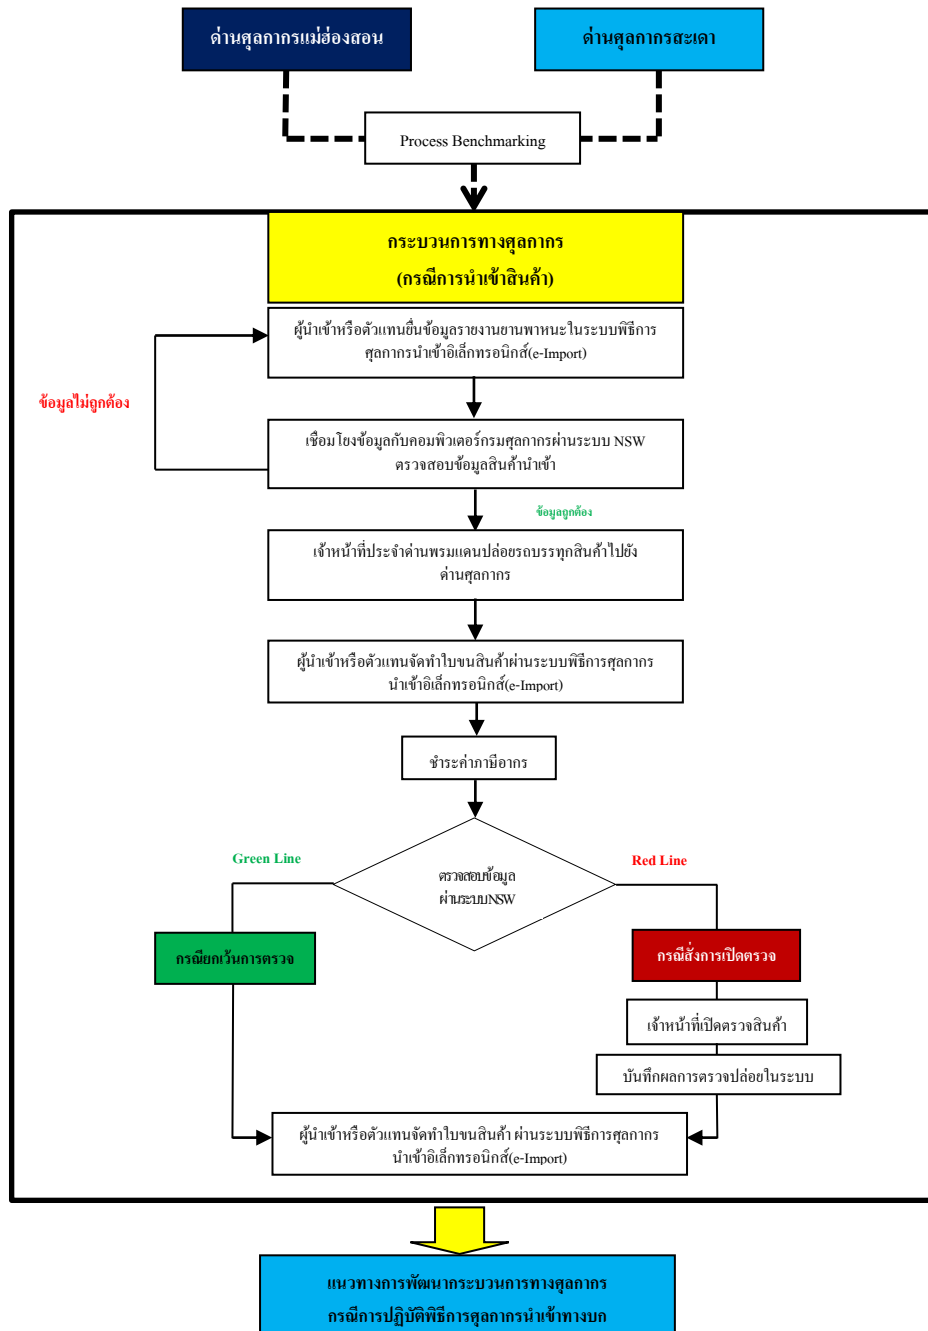 ด่านศุลกากรแม่ฮ่องสอน
ด่านศุลกากรสะเดา
Process Benchmarking
กระบวนการทางศุลกากร
(กรณีการนำเข้าสินค้า)
ผู้นำเข้าหรือตัวแทนยื่นข้อมูลรายงานยานพาหนะในระบบพิธีการ
ศุลกากรนำเข้าอิเล็กทรอนิกส์(e-Import)
ข้อมูลไม่ถูกต้อง
เชื่อมโยงข้อมูลกับคอมพิวเตอร์กรมศุลกากรผ่านระบบ NSW
ตรวจสอบข้อมูลสินค้านำเข้า
ข้อมูลถูกต้อง
เจ้าหน้าที่ประจำด่านพรมแดนปล่อยรถบรรทุกสินค้าไปยัง
ด่านศุลกากร
ผู้นำเข้าหรือตัวแทนจัดทำใบขนสินค้าผ่านระบบพิธีการศุลกากร
นำเข้าอิเล็กทรอนิกส์(e-Import)
ชำระค่าภาษีอากร
Green Line
Red Line
ตรวจสอบข้อมูล
ผ่านระบบNSW
กรณียกเว้นการตรวจ
กรณีสั่งการเปิดตรวจ
เจ้าหน้าที่เปิดตรวจสินค้า
บันทึกผลการตรวจปล่อยในระบบ
ผู้นำเข้าหรือตัวแทนจัดทำใบขนสินค้า ผ่านระบบพิธีการศุลกากร
นำเข้าอิเล็กทรอนิกส์(e-Import)
แนวทางการพัฒนากระบวนการทางศุลกากร
กรณีการปฏิบัติพิธีการศุลกากรนำเข้าทางบก